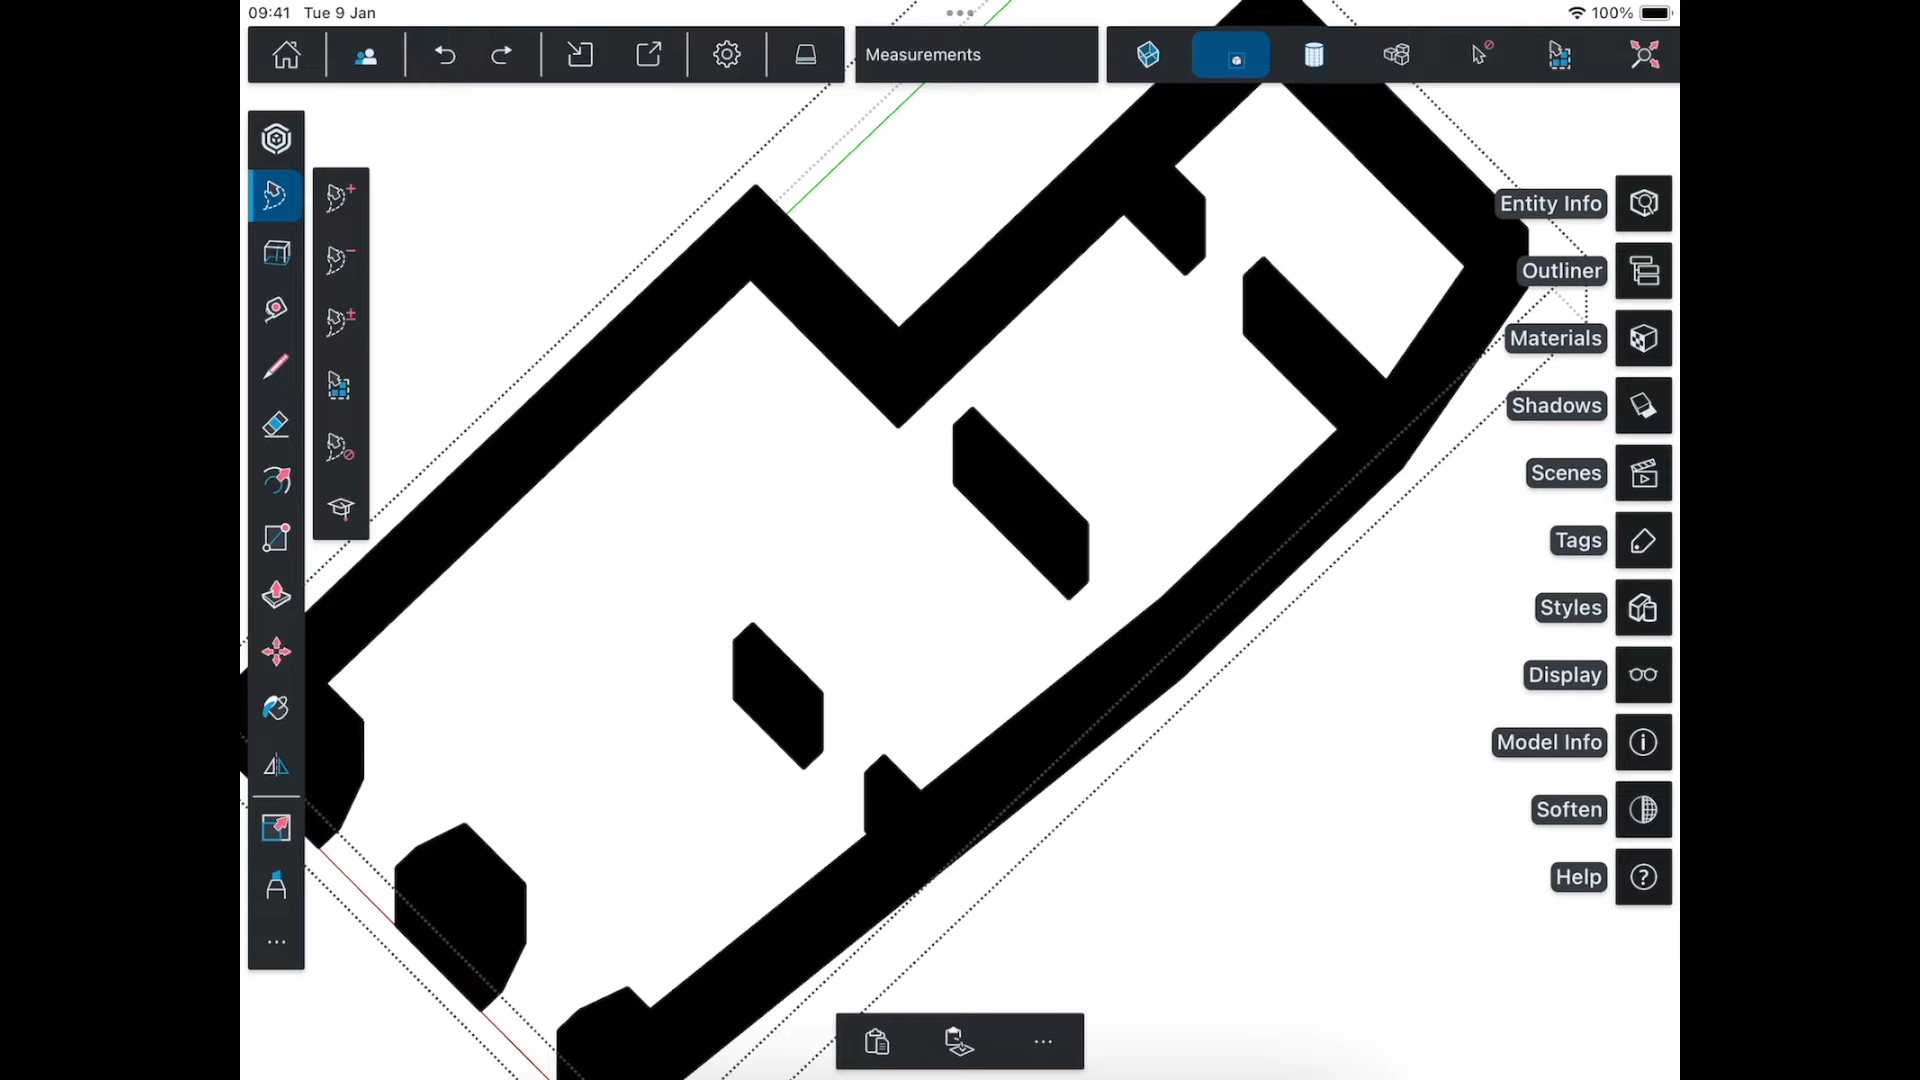 09:41 Tue 9 Jan
100%
Measurements
Entity Info
Outliner
Materials
Shadows
Scenes
Tags
Styles
Display
Model Info
Soften
Help